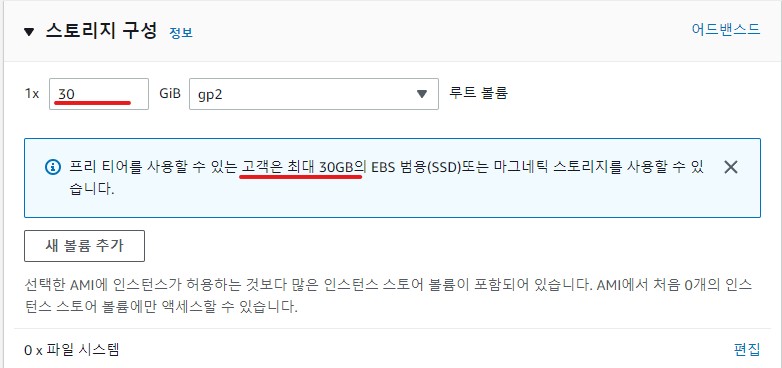 스토리지 구성 정보 어드밴스드
1x 30 GiB gp2 루트 볼륨
프리 티어를 사용할 수 있는 고객은 최대 30GB의 EBS 범용(SSD)또는 마그네틱 스토리지를 사용할 수 있
습니다.
새 볼륨 추가
선택한 AMI에 인스턴스가 허용하는 것보다 많은 인스턴스 스토어 볼륨이 포함되어 있습니다. AMI에서 처음 0개의 인스
턴스 스토어 볼륨에만 액세스할 수 있습니다.
0 x 파일 시스템 편집